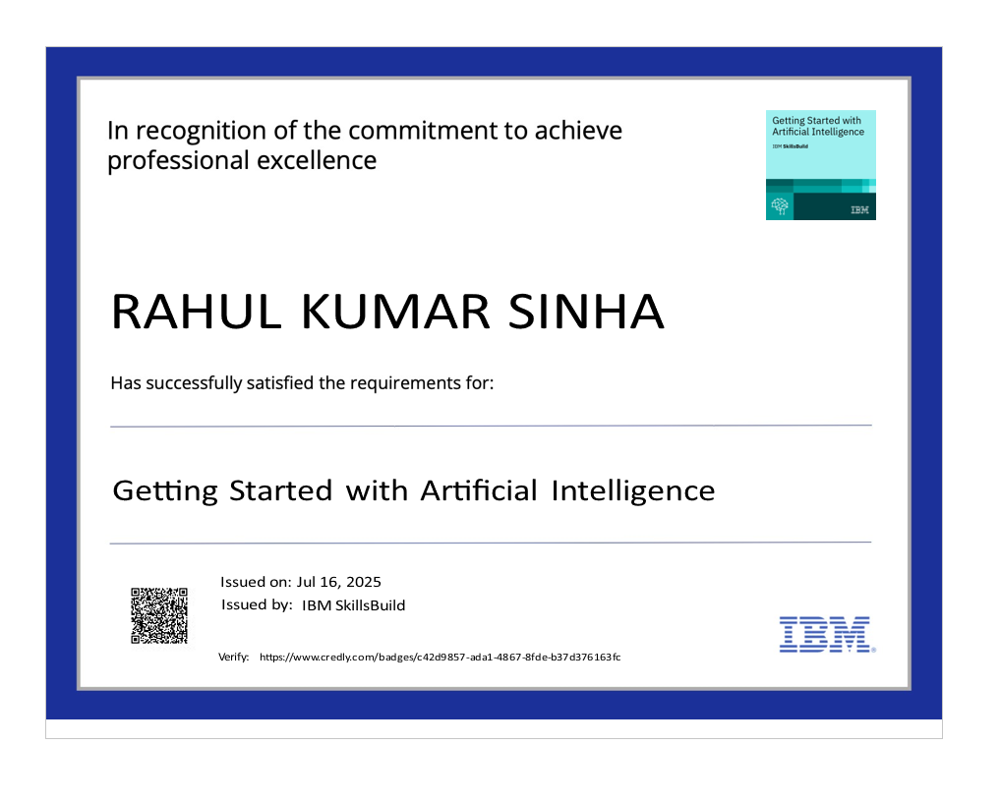 In recognition of the commitment to achieve
professional excellence
Getting Started with
Artificial Intelligence
IBM SkillsBuild
IBM
RAHUL KUMAR SINHA
Has successfully satisfied the requirements for:
Getting Started with Artificial Intelligence
Issued on: Jul 16, 2025
Issued by: IBM SkillsBuild
Verify: https://www.credly.com/badges/c42d9857-ada1-4867-8fde-b37d376163fc
IBM®